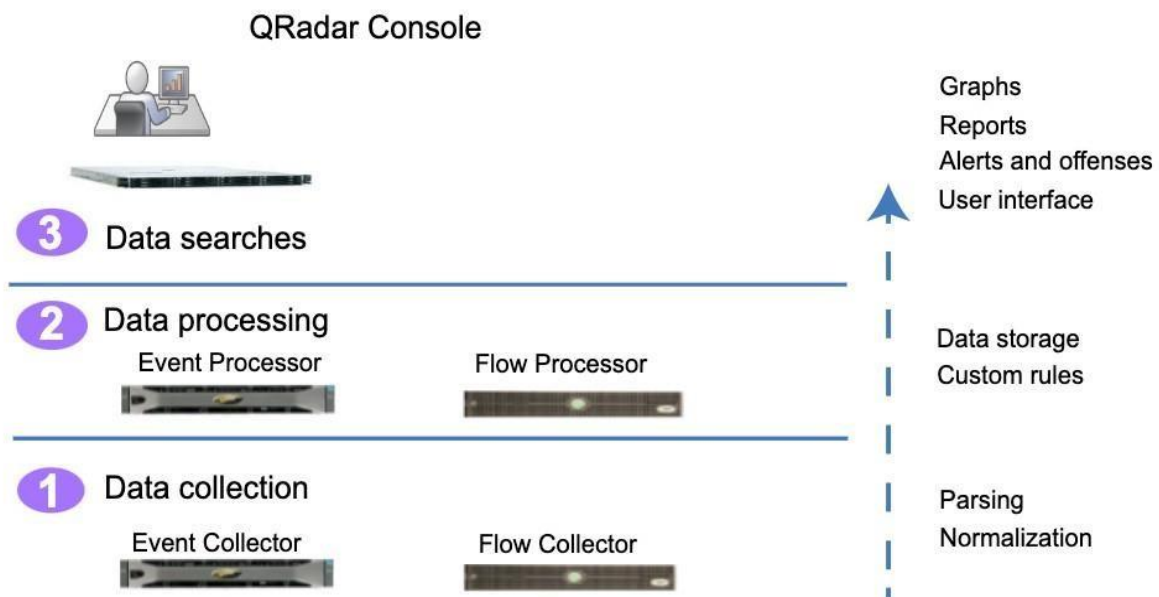 QRadar Console
Graphs
Reports
Alerts and offenses
User interface
3 Data searches
2 Data processing
Event Processor
Flow Processor
Data storage
Custom rules
1 Data collection
Event Collector
Flow Collector
Parsing
Normalization